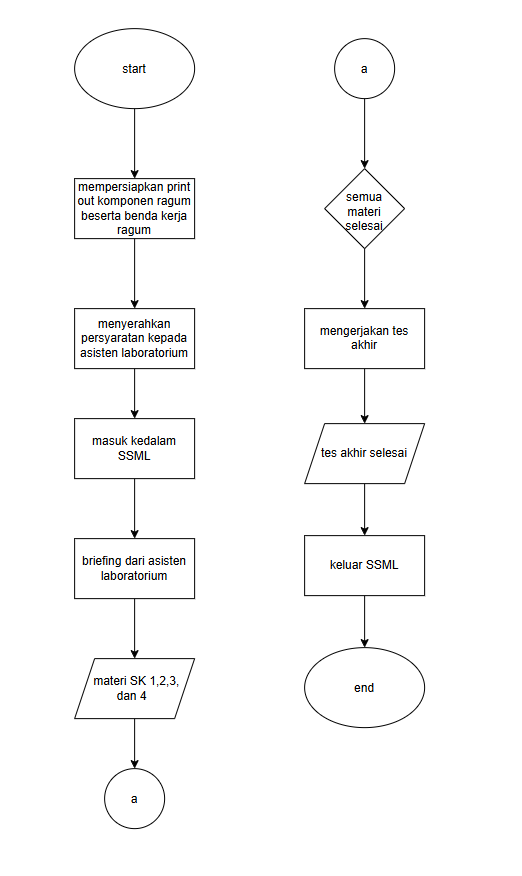 start
mempersiapkan print
out komponen ragum
beserta benda kerja
ragum
menyerahkan
persyaratan kepada
asisten laboratorium
masuk kedalam
SSML
briefing dari asisten
laboratorium
materi SK 1,2,3,
dan 4
a
a
semua
materi
selesai
mengerjakan tes
akhir
tes akhir selesai
keluar SSML
end